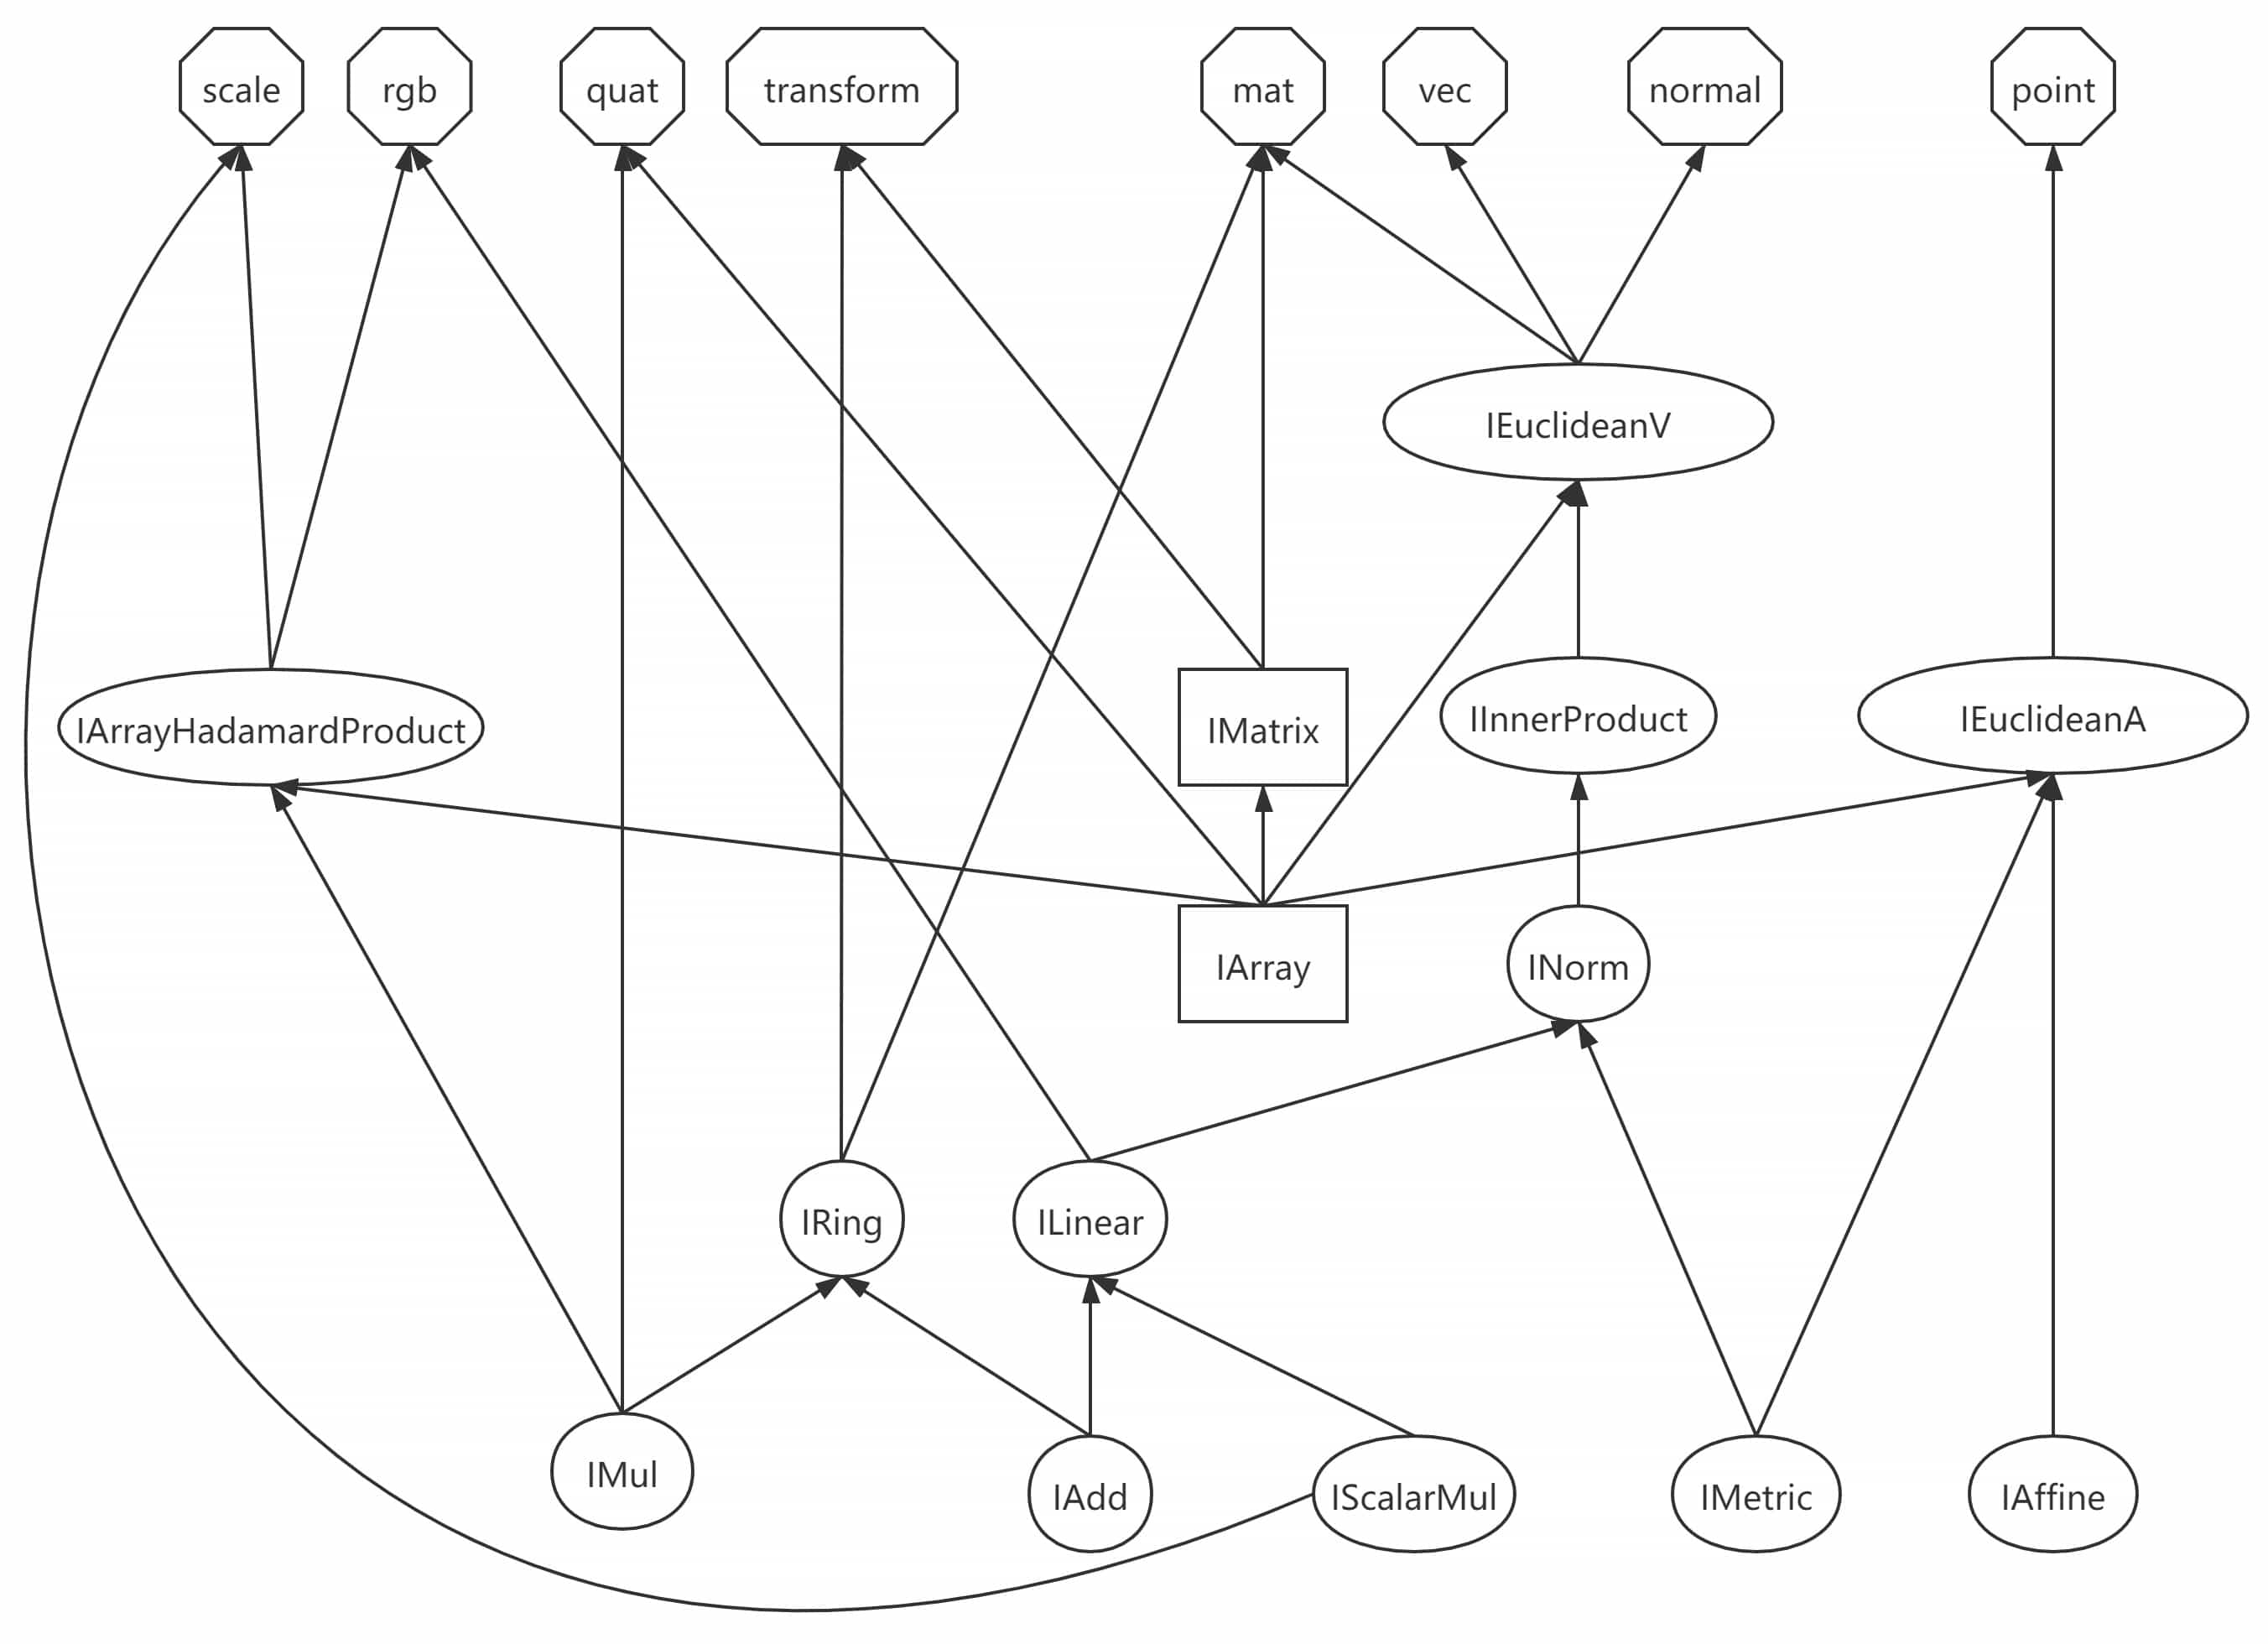 scale
rgb
quat
transform
mat
vec
normal
point
IEuclideanV
IArrayHadamardProduct
IMatrix
IInnerProduct
IEuclideanA
IArray
INorm
IRing
ILinear
IMul
IAdd
IScalarMul
IMetric
IAffine